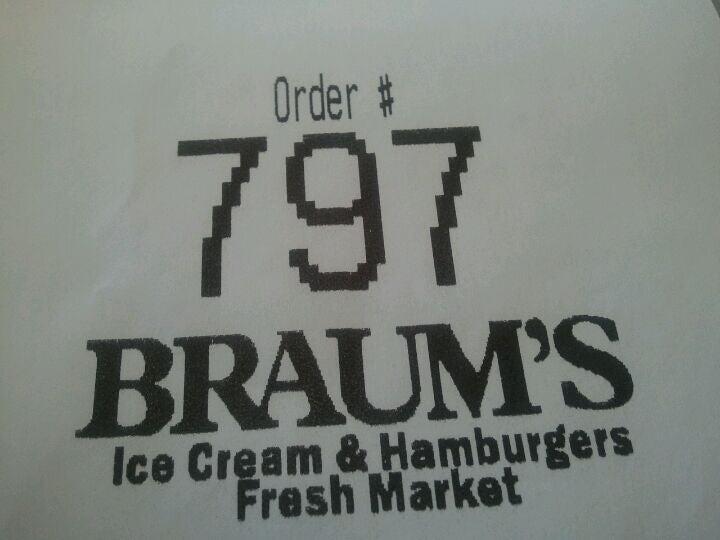 Order #
797
BRAUM'S
Ice Cream & Hamburgers
Fresh Market